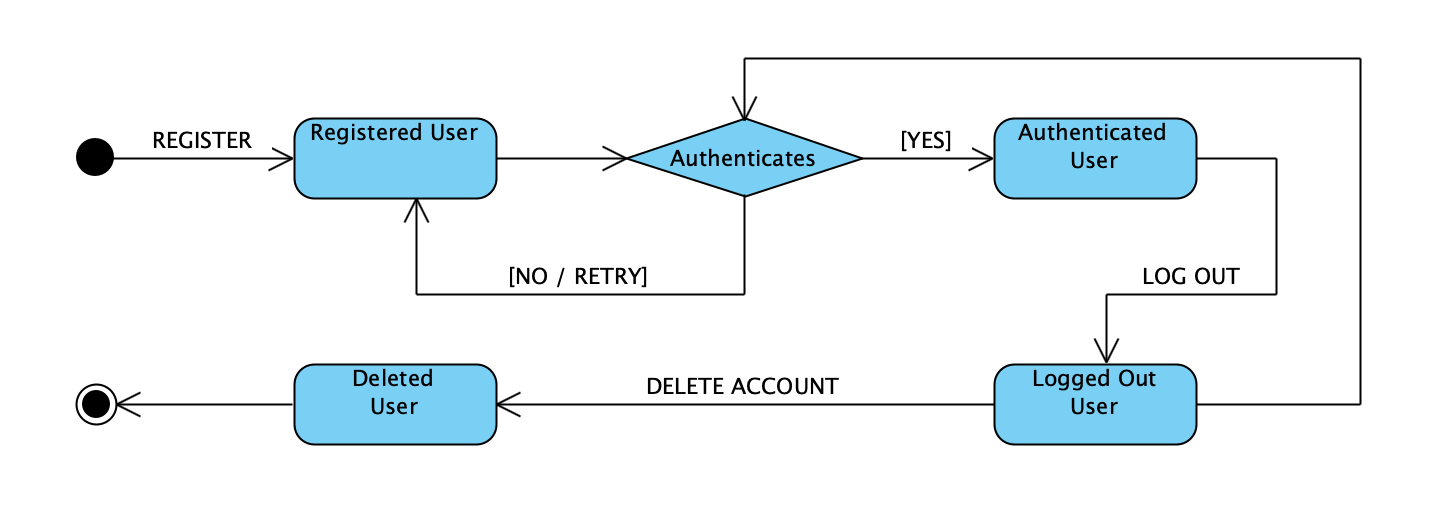 REGISTER
Registered User
Authenticates
[YES]
Authenticated
User
[NO / RETRY]
LOG OUT
Deleted
User
DELETE ACCOUNT
Logged Out
User